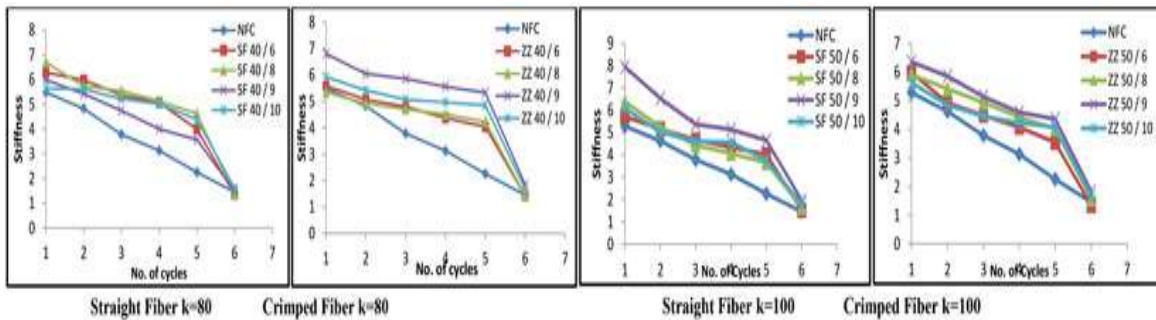 8
7
6
5
4
3
2
1
0
Stiffness
1 2 3 4 5 6 7
No. of cycles
NFC
SF 40 / 6
SF 40 / 8
SF 40 / 9
SF 40 / 10
8
7
6
5
4
3
2
1
0
Stiffness
1 2 3 4 5 6 7
No. of cycles
NFC
ZZ 40 / 6
ZZ 40 / 8
ZZ 40 / 9
ZZ 40 / 10
9
8
7
6
5
4
3
2
1
0
Stiffness
1 2 3 4 5 6 7
No. of Cycles
NFC
SF 50 / 6
SF 50 / 8
SF 50 / 9
SF 50 / 10
7
6
5
4
3
2
1
0
Stiffness
1 2 3 4 5 6 7
No. of Cycles
NFC
ZZ 50 / 6
ZZ 50 / 8
ZZ 50 / 9
ZZ 50 / 10
Straight Fiber k=80 Crimped Fiber k=80 Straight Fiber k=100 Crimped Fiber k=100